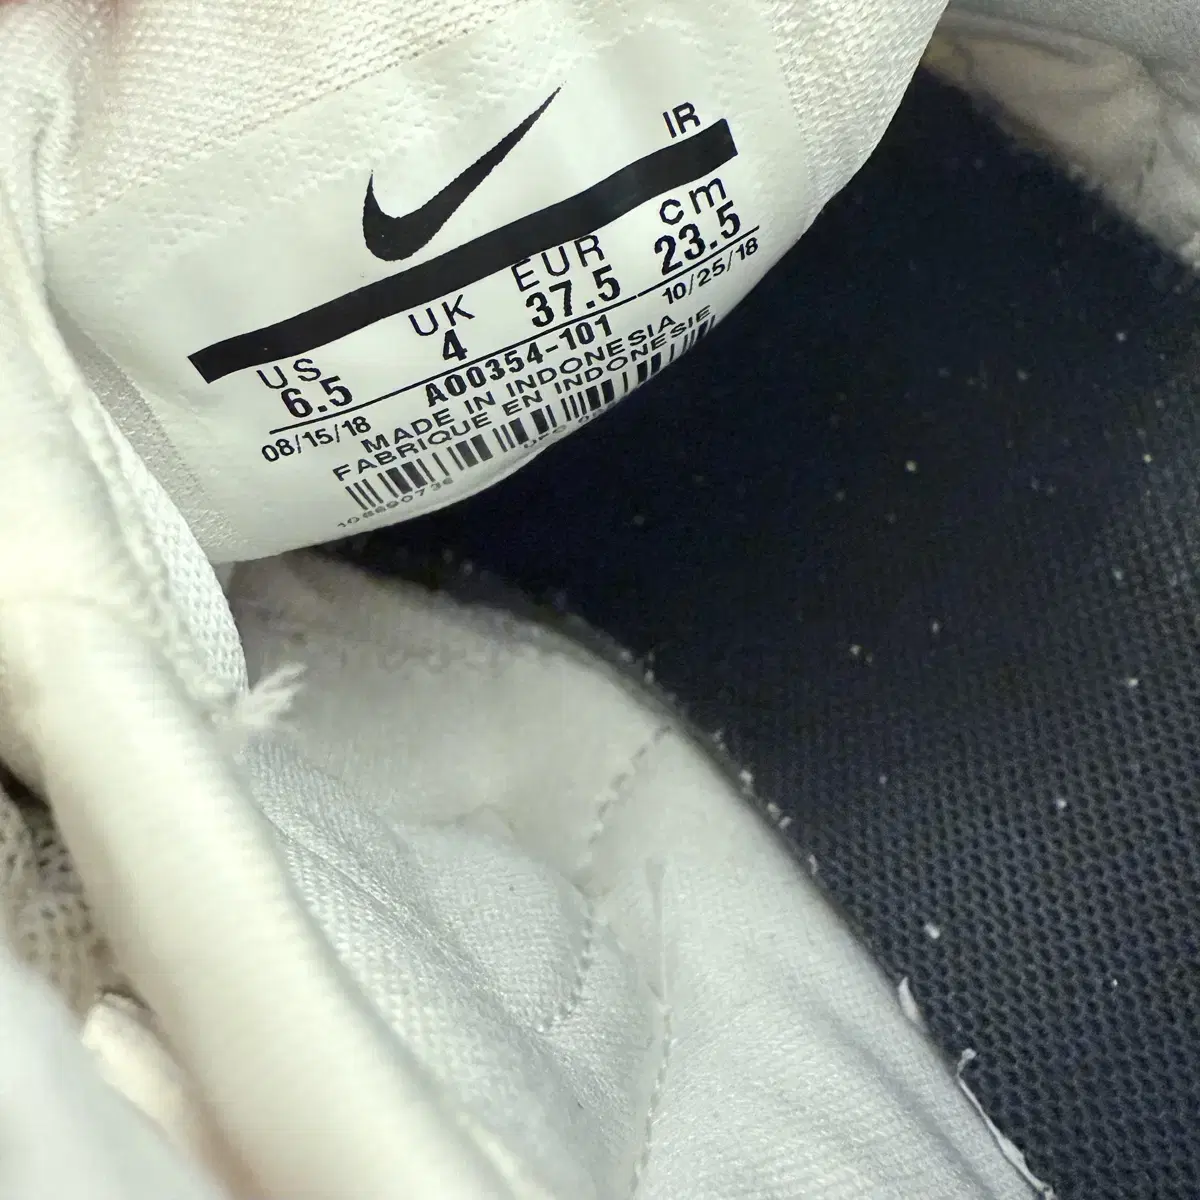 IR
US UK EUR cm
6.5 4 37.5 23.5
08/15/18 AO0354-101 10/25/18
MADE IN INDONESIA
FABRIQUE EN INDONESIE